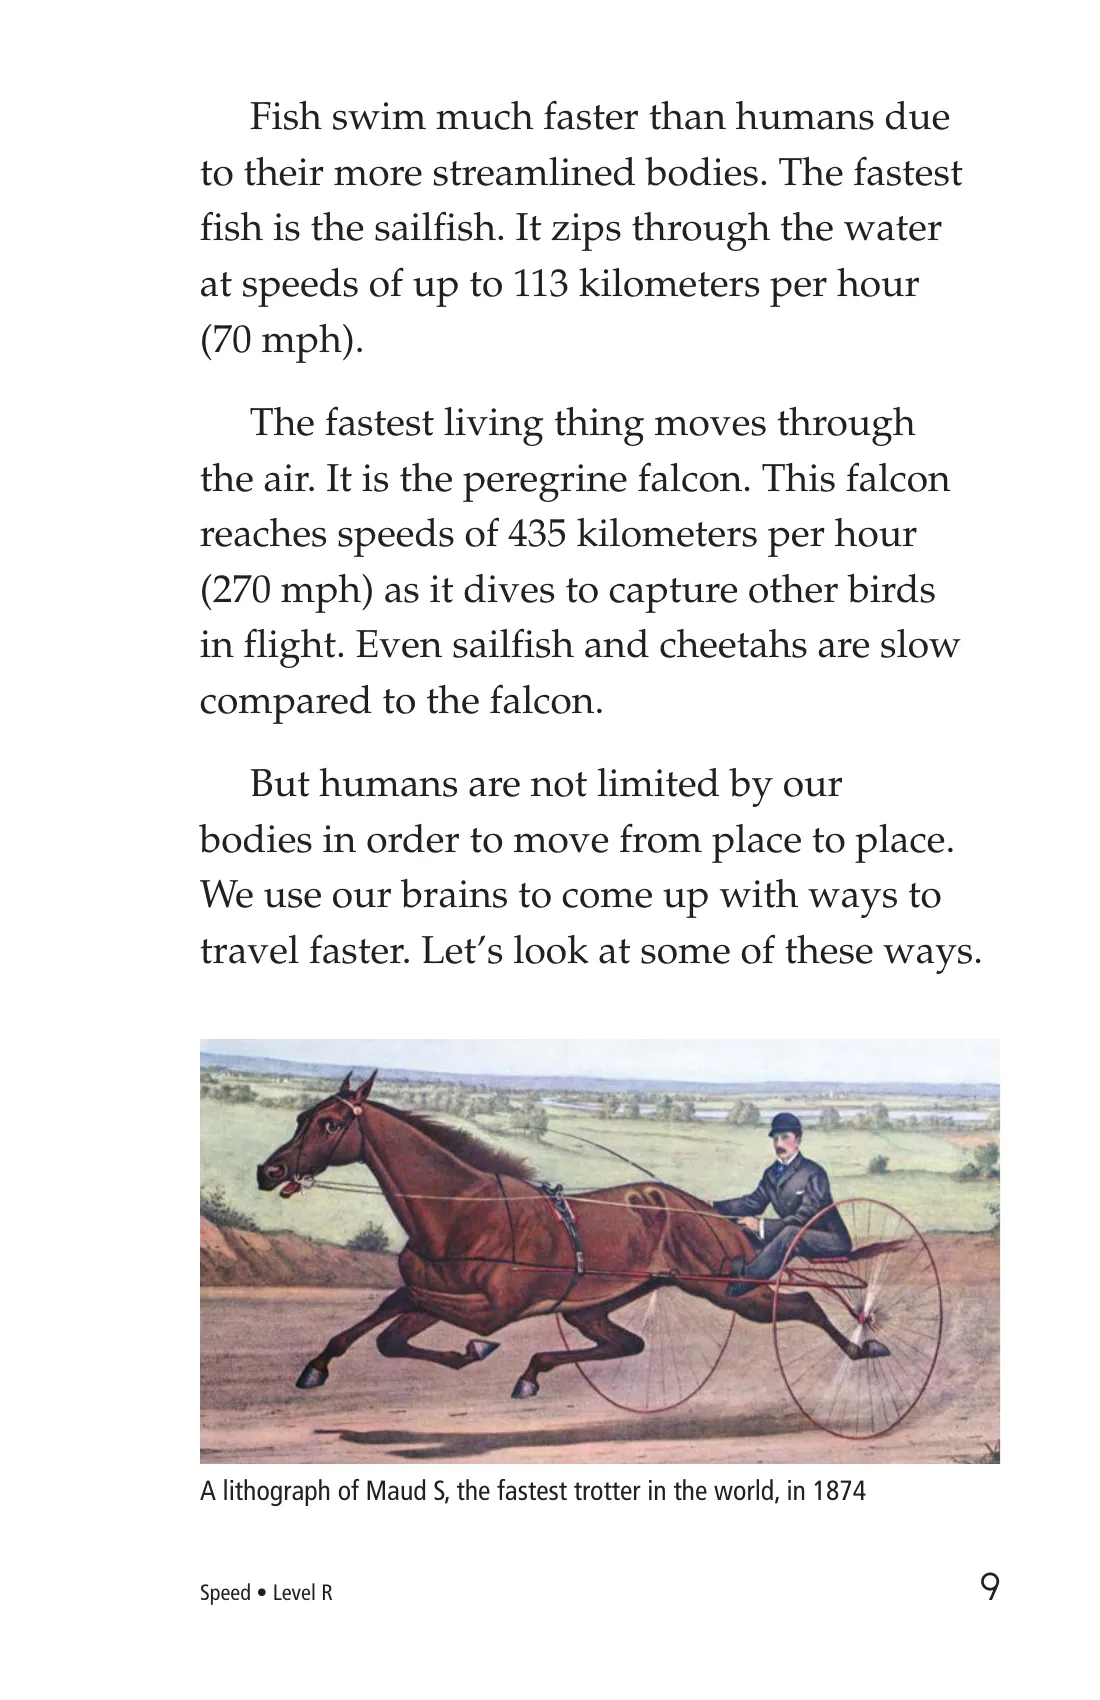 Fish swim much faster than humans due
to their more streamlined bodies. The fastest
fish is the sailfish. It zips through the water
at speeds of up to 113 kilometers per hour
(70 mph).
The fastest living thing moves through
the air. It is the peregrine falcon. This falcon
reaches speeds of 435 kilometers per hour
(270 mph) as it dives to capture other birds
in flight. Even sailfish and cheetahs are slow
compared to the falcon.
But humans are not limited by our
bodies in order to move from place to place.
We use our brains to come up with ways to
travel faster. Let’s look at some of these ways.
A lithograph of Maud S, the fastest trotter in the world, in 1874
Speed • Level R
9